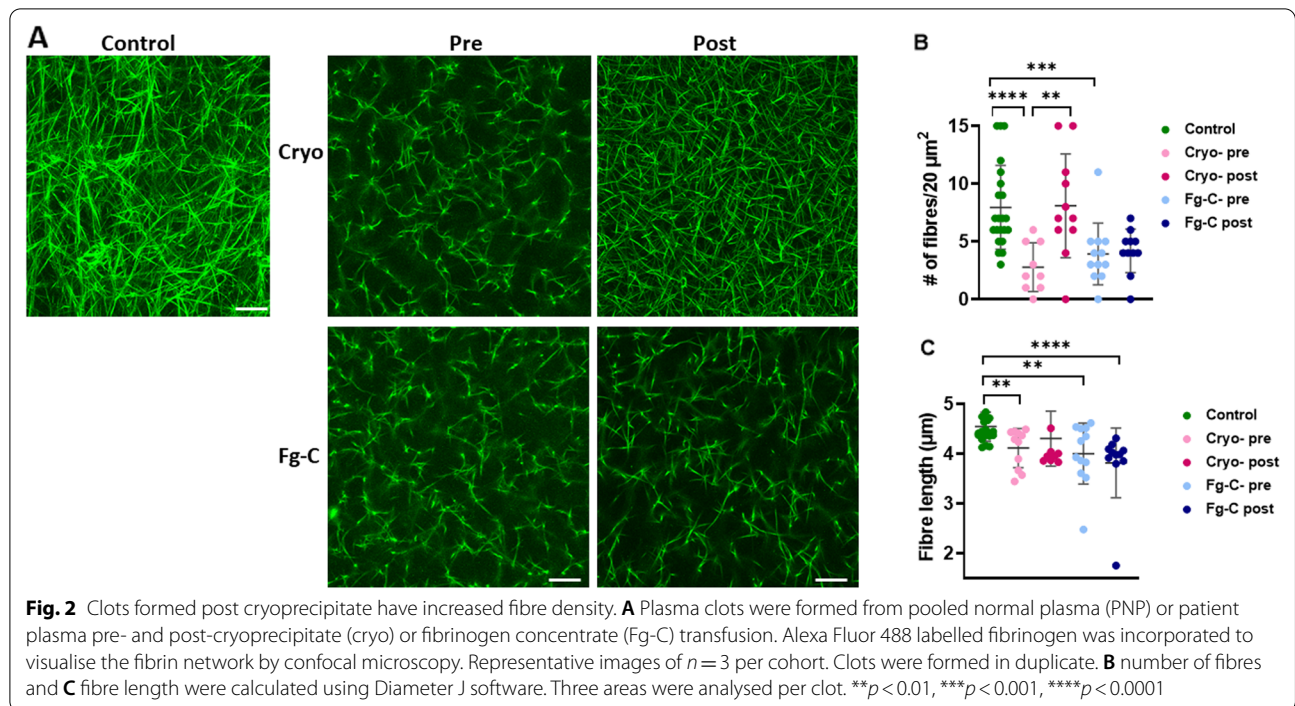 A
Control
Pre
Post
Cryo
Fg-C
B
***
**** **
# of fibres/20 µm²
15
10
5
0
Control
Cryo- pre
Cryo- post
Fg-C- pre
Fg-C post
C
****
**
**
Fibre length (µm)
5
4
3
2
Control
Cryo- pre
Cryo- post
Fg-C- pre
Fg-C post
Fig. 2 Clots formed post cryoprecipitate have increased fibre density. A Plasma clots were formed from pooled normal plasma (PNP) or patient
plasma pre- and post-cryoprecipitate (cryo) or fibrinogen concentrate (Fg-C) transfusion. Alexa Fluor 488 labelled fibrinogen was incorporated to
visualise the fibrin network by confocal microscopy. Representative images of n = 3 per cohort. Clots were formed in duplicate. B number of fibres
and C fibre length were calculated using Diameter J software. Three areas were analysed per clot. **p < 0.01, ***p < 0.001, ****p < 0.0001